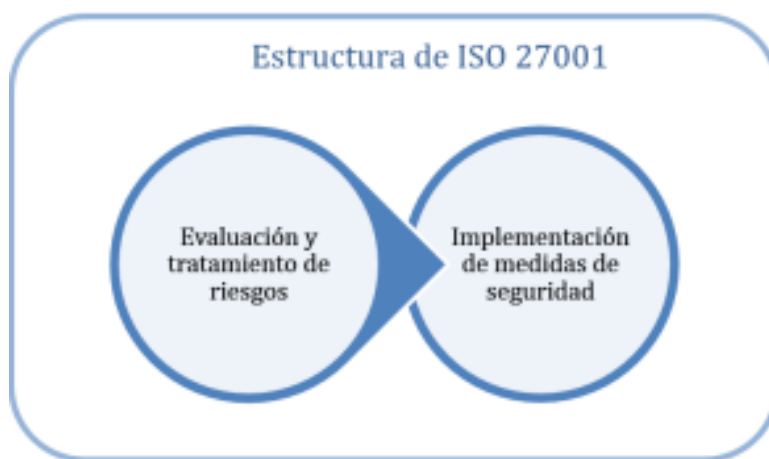 Estructura de ISO 27001
Evaluación y
tratamiento de
riesgos
Implementación
de medidas de
seguridad